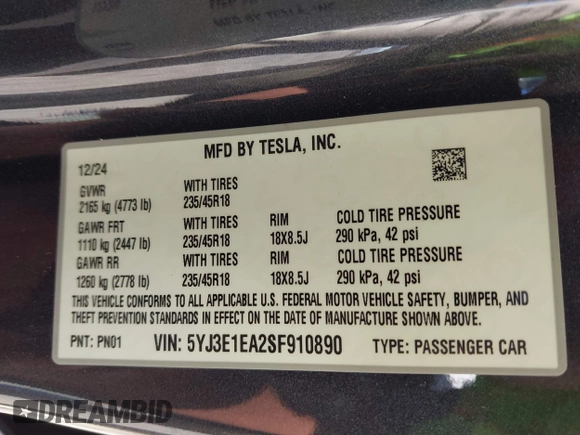 MFD BY TESLA, INC.
12/24
GVWR WITH TIRES
2165 kg (4773 lb) 235/45R18
GAWR FRT WITH TIRES RIM COLD TIRE PRESSURE
1110 kg (2447 lb) 235/45R18 18X8.5J 290 kPa, 42 psi
GAWR RR WITH TIRES RIM COLD TIRE PRESSURE
1260 kg (2778 lb) 235/45R18 18X8.5J 290 kPa, 42 psi
THIS VEHICLE CONFORMS TO ALL APPLICABLE U.S. FEDERAL MOTOR VEHICLE SAFETY, BUMPER, AND
THEFT PREVENTION STANDARDS IN EFFECT ON THE DATE OF MANUFACTURE SHOWN ABOVE.
PNT: PN01 VIN: 5YJ3E1EA2SF910890 TYPE: PASSENGER CAR
DREAMBID